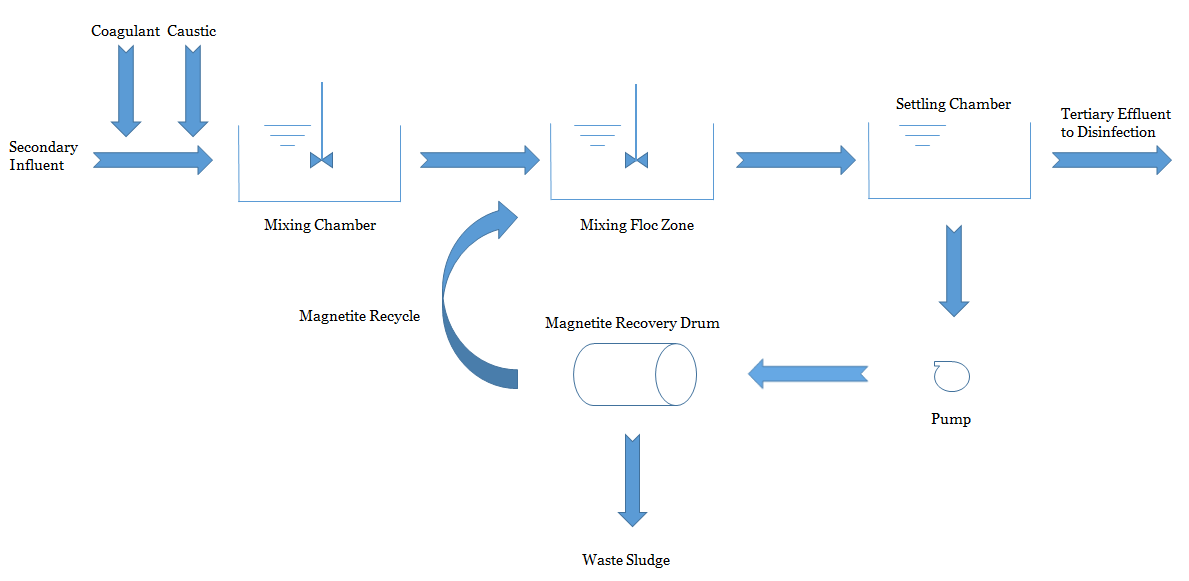 Coagulant Caustic
Secondary
Influent
Settling Chamber
Tertiary Effluent
to Disinfection
Mixing Chamber
Mixing Floc Zone
Magnetite Recycle
Magnetite Recovery Drum
Pump
Waste Sludge